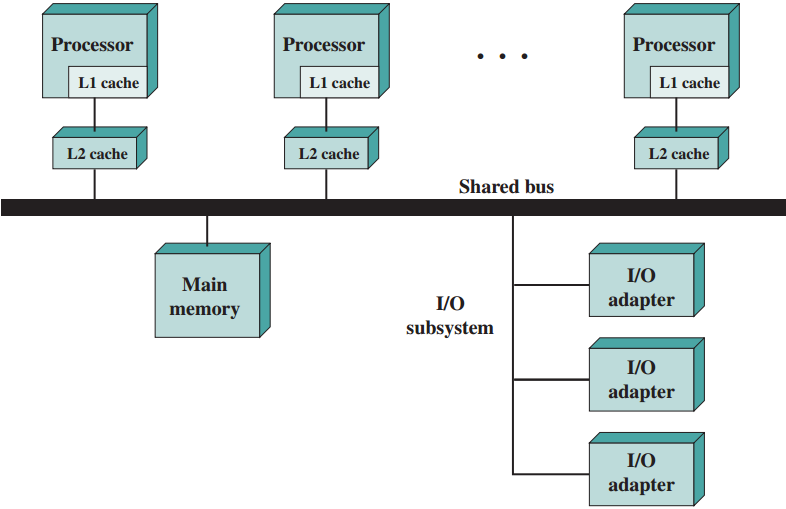 Processor
L1 cache
L2 cache
Processor
L1 cache
L2 cache
. . .
Processor
L1 cache
L2 cache
Shared bus
Main
memory
I/O
subsystem
I/O
adapter
I/O
adapter
I/O
adapter